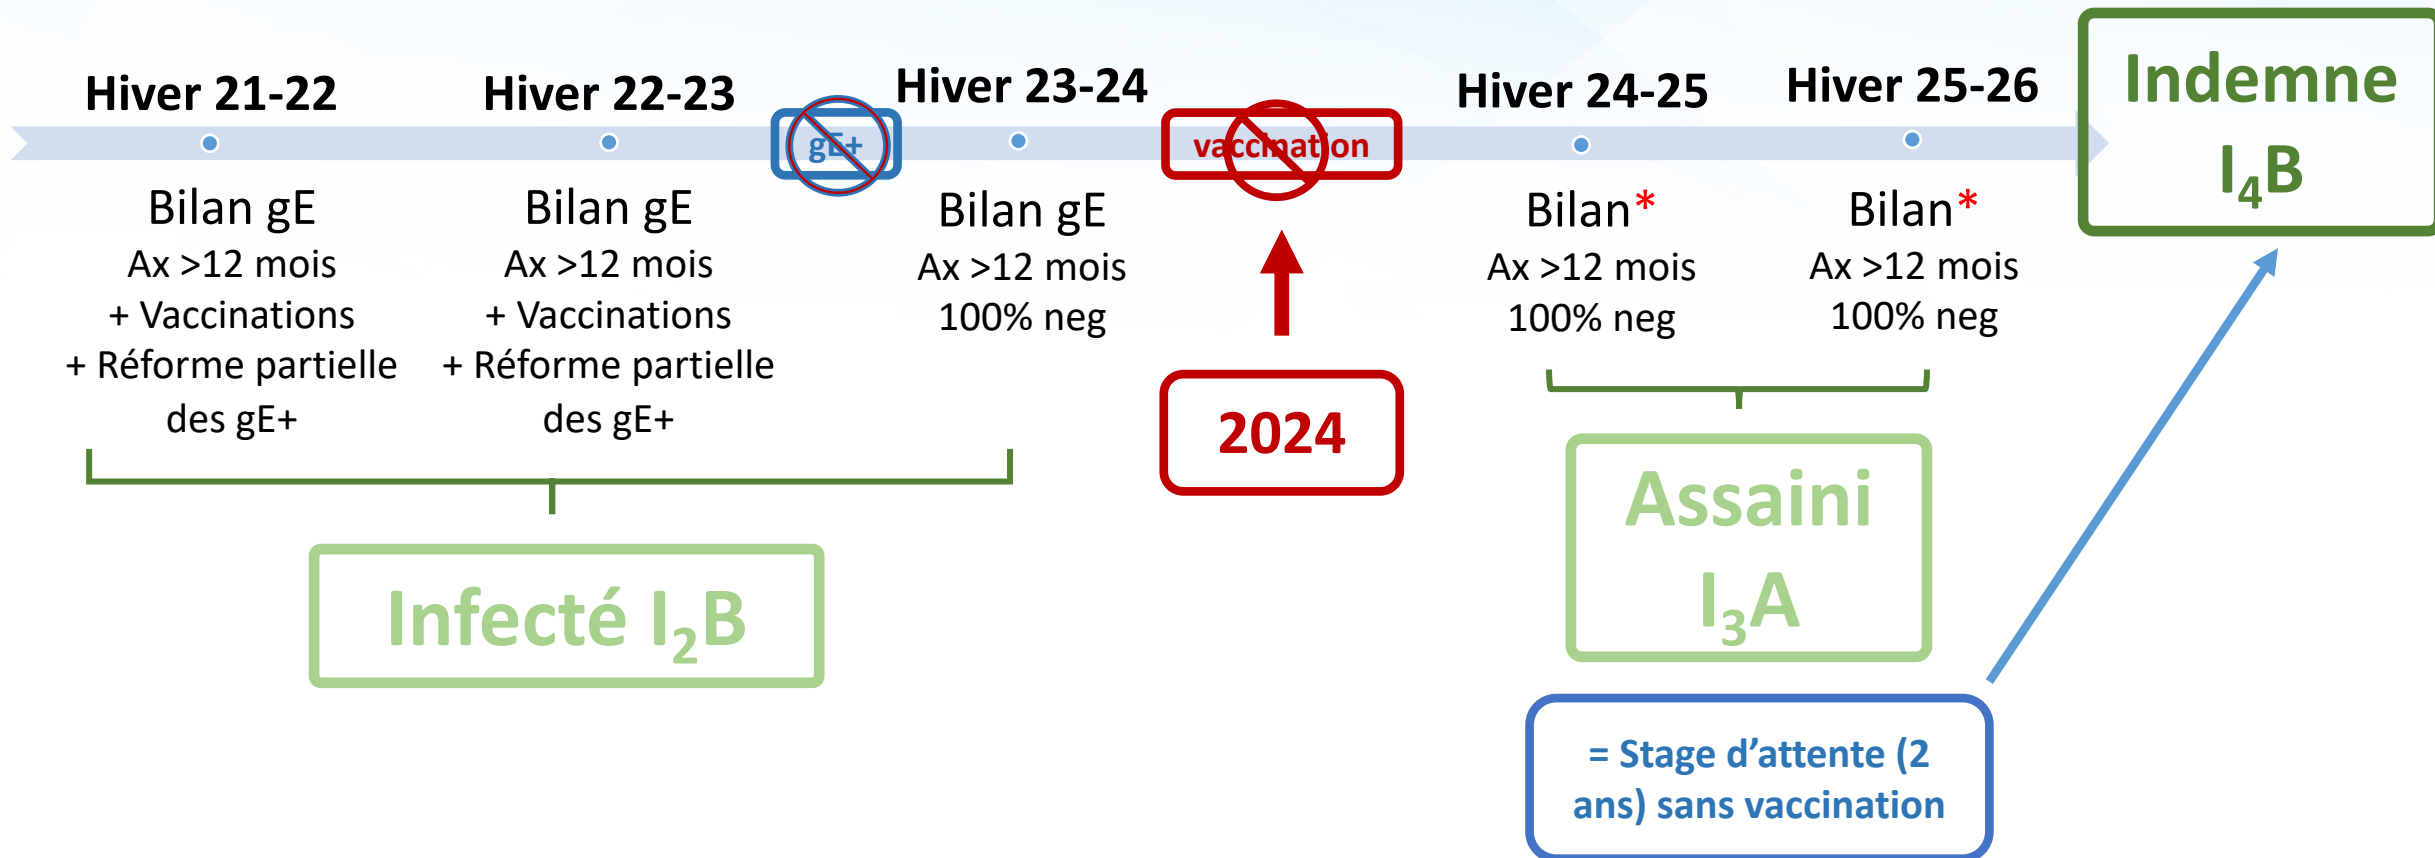 Hiver 21-22
Bilan gE
Ax >12 mois
+ Vaccinations
+ Réforme partielle
des gE+
Hiver 22-23
Bilan gE
Ax >12 mois
+ Vaccinations
+ Réforme partielle
des gE+
gE+
Hiver 23-24
Bilan gE
Ax >12 mois
100% neg
Infecté I₂B
vaccination
2024
Hiver 24-25
Bilan*
Ax >12 mois
100% neg
Hiver 25-26
Bilan*
Ax >12 mois
100% neg
Assaini
I₃A
= Stage d’attente (2
ans) sans vaccination
Indemne
I₄B